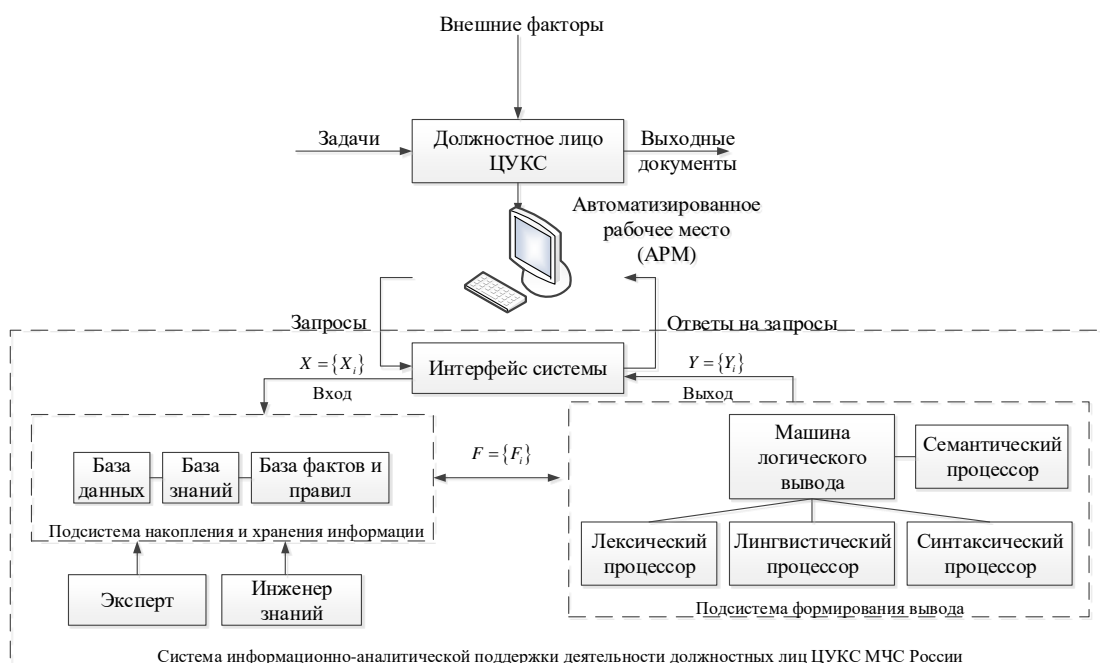 Внешние факторы
Задачи
Должностное лицо
ЦУКС
Выходные
документы
Автоматизированное
рабочее место
(АРМ)
Запросы
Ответы на запросы
X = {X_i}
Вход
Интерфейс системы
Y = {Y_i}
Выход
База
данных
База
знаний
База фактов и
правил
Подсистема накопления и хранения информации
F = {F_i}
Машина
логического
вывода
Семантический
процессор
Лексический
процессор
Лингвистический
процессор
Синтаксический
процессор
Подсистема формирования вывода
Эксперт
Инженер
знаний
Система информационно-аналитической поддержки деятельности должностных лиц ЦУКС МЧС России